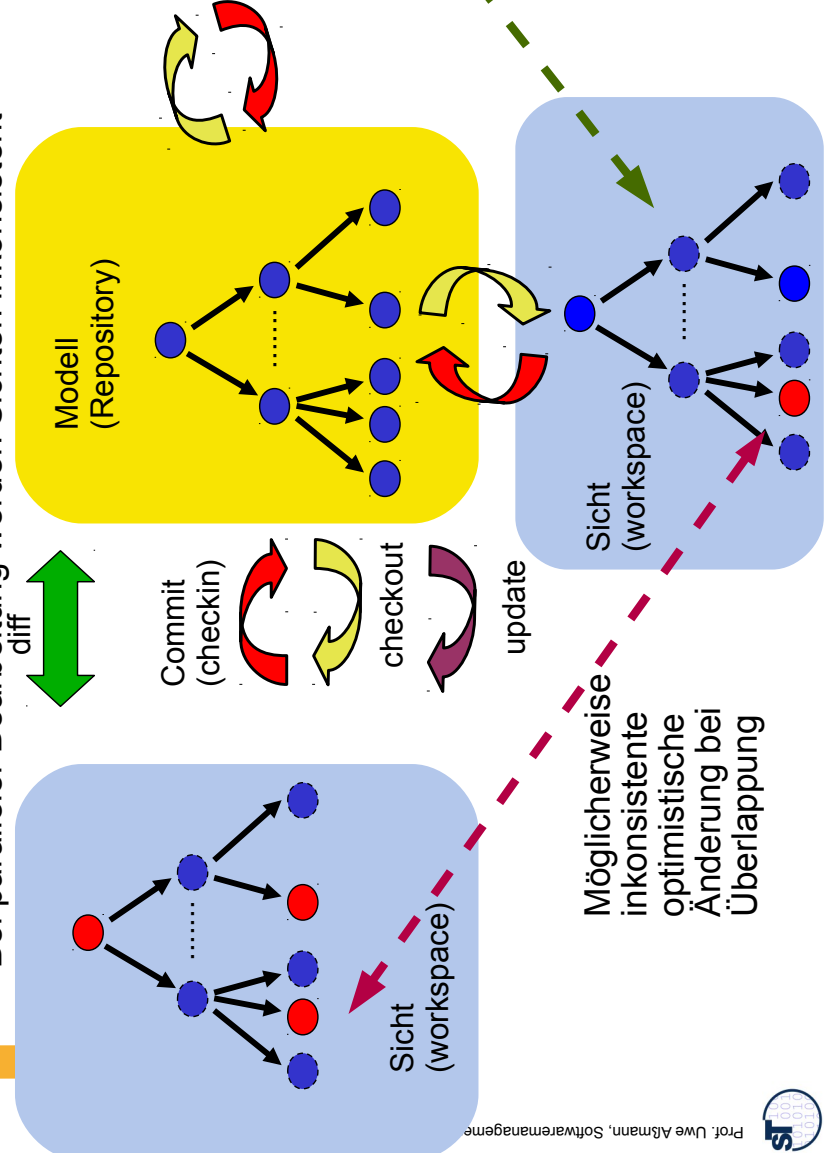 Bei paralleler Bearbeitung werden Sichten inkonsistent
diff
Modell
(Repository)
Commit
(checkin)
checkout
update
Sicht
(workspace)
Sicht
(workspace)
Möglicherweise
inkonsistente
optimistische
Änderung bei
Überlappung
Prof. Uwe Aßmann, Softwaremanageme
ST